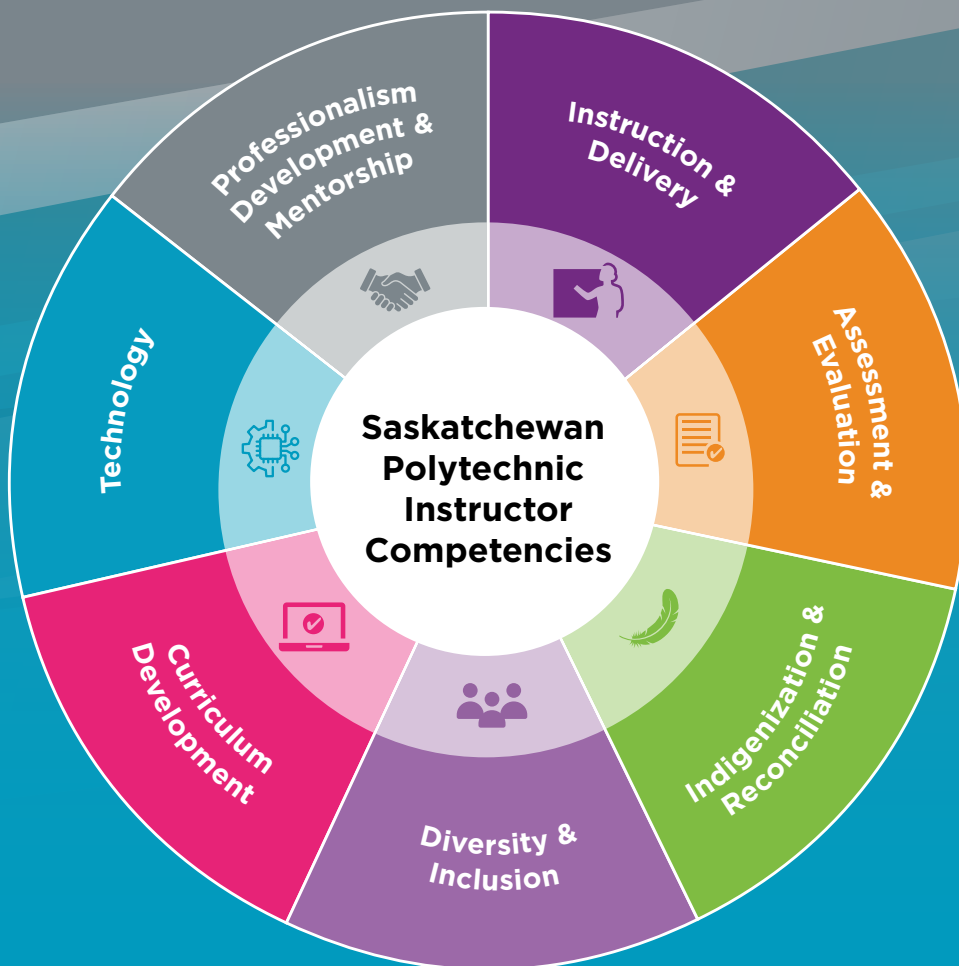 Saskatchewan
Polytechnic
Instructor
Competencies
Instruction &
Delivery
Assessment &
Evaluation
Indigenization &
Reconciliation
Diversity &
Inclusion
Curriculum
Development
Technology
Professionalism
Development &
Mentorship